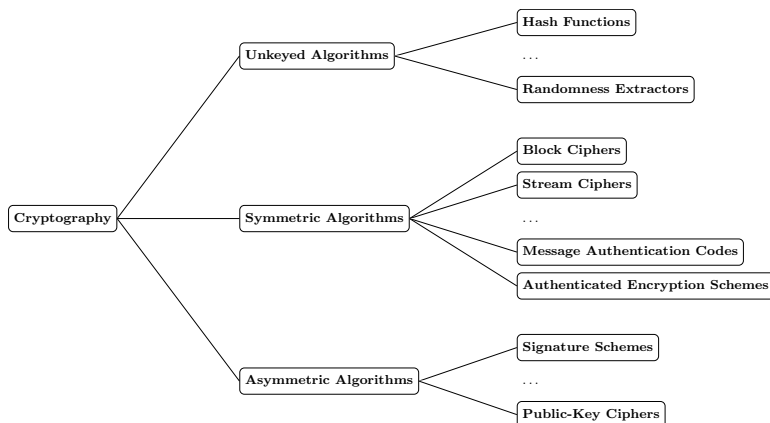 Hash Functions
Unkeyed Algorithms
...
Randomness Extractors
Block Ciphers
Stream Ciphers
Cryptography
Symmetric Algorithms
...
Message Authentication Codes
Authenticated Encryption Schemes
Signature Schemes
Asymmetric Algorithms
...
Public-Key Ciphers